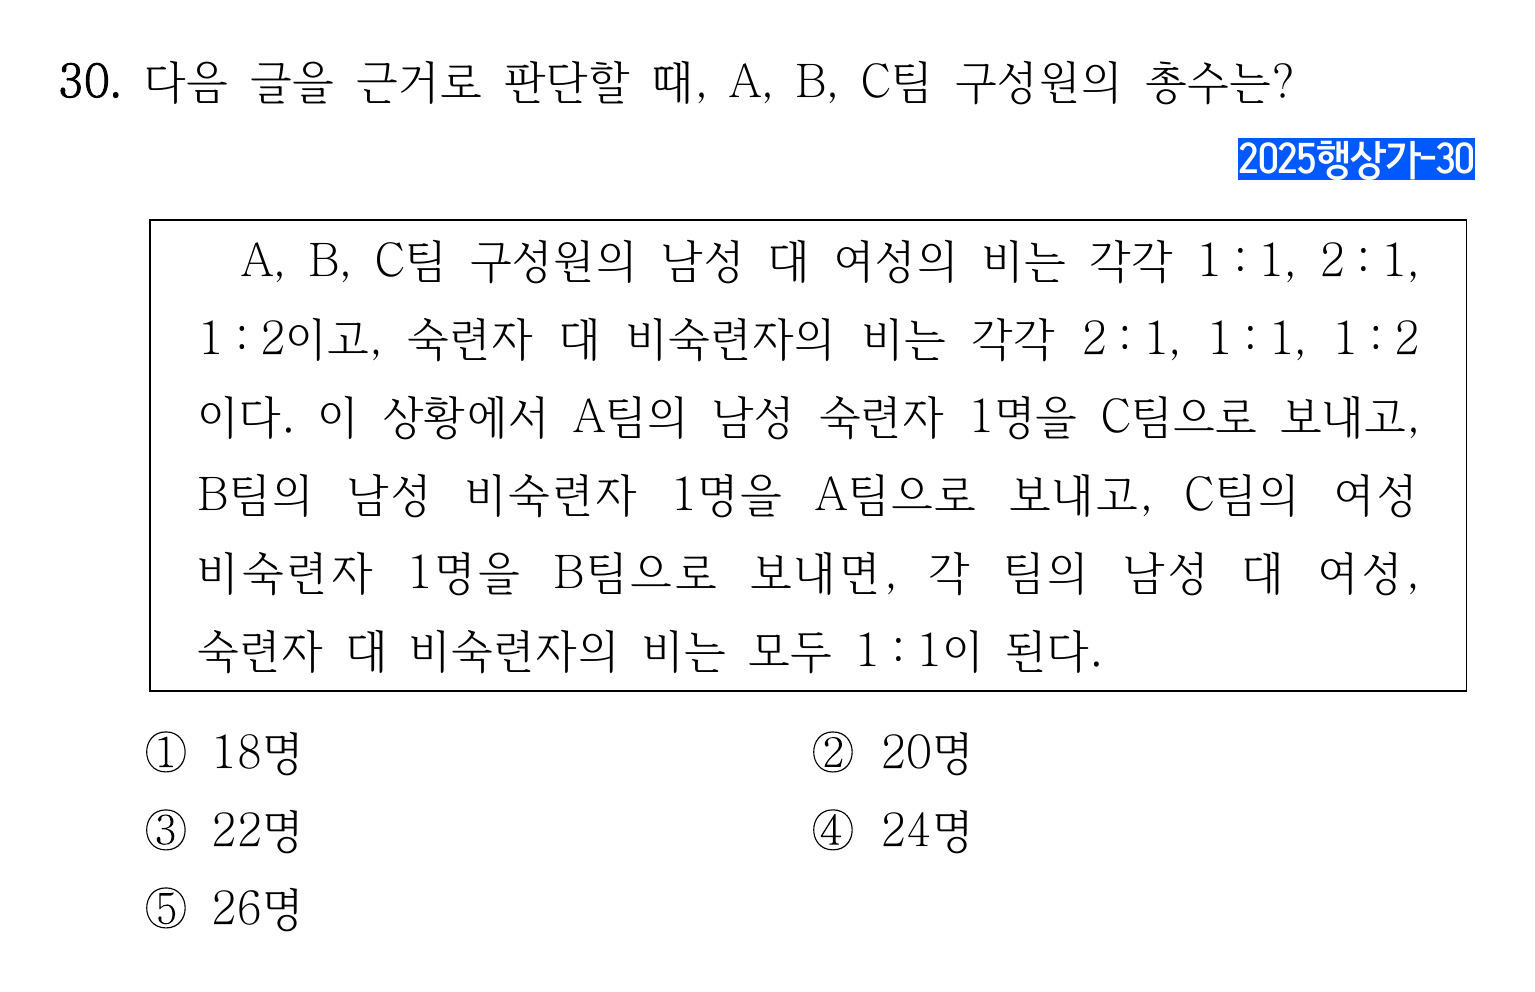 30. 다음 글을 근거로 판단할 때, A, B, C팀 구성원의 총수는?
2025행상가-30
A, B, C팀 구성원의 남성 대 여성의 비는 각각 1:1, 2:1,
1:2이고, 숙련자 대 비숙련자의 비는 각각 2:1, 1:1, 1:2
이다. 이 상황에서 A팀의 남성 숙련자 1명을 C팀으로 보내고,
B팀의 남성 비숙련자 1명을 A팀으로 보내고, C팀의 여성
비숙련자 1명을 B팀으로 보내면, 각 팀의 남성 대 여성,
숙련자 대 비숙련자의 비는 모두 1:1이 된다.
① 18명 ② 20명
③ 22명 ④ 24명
⑤ 26명